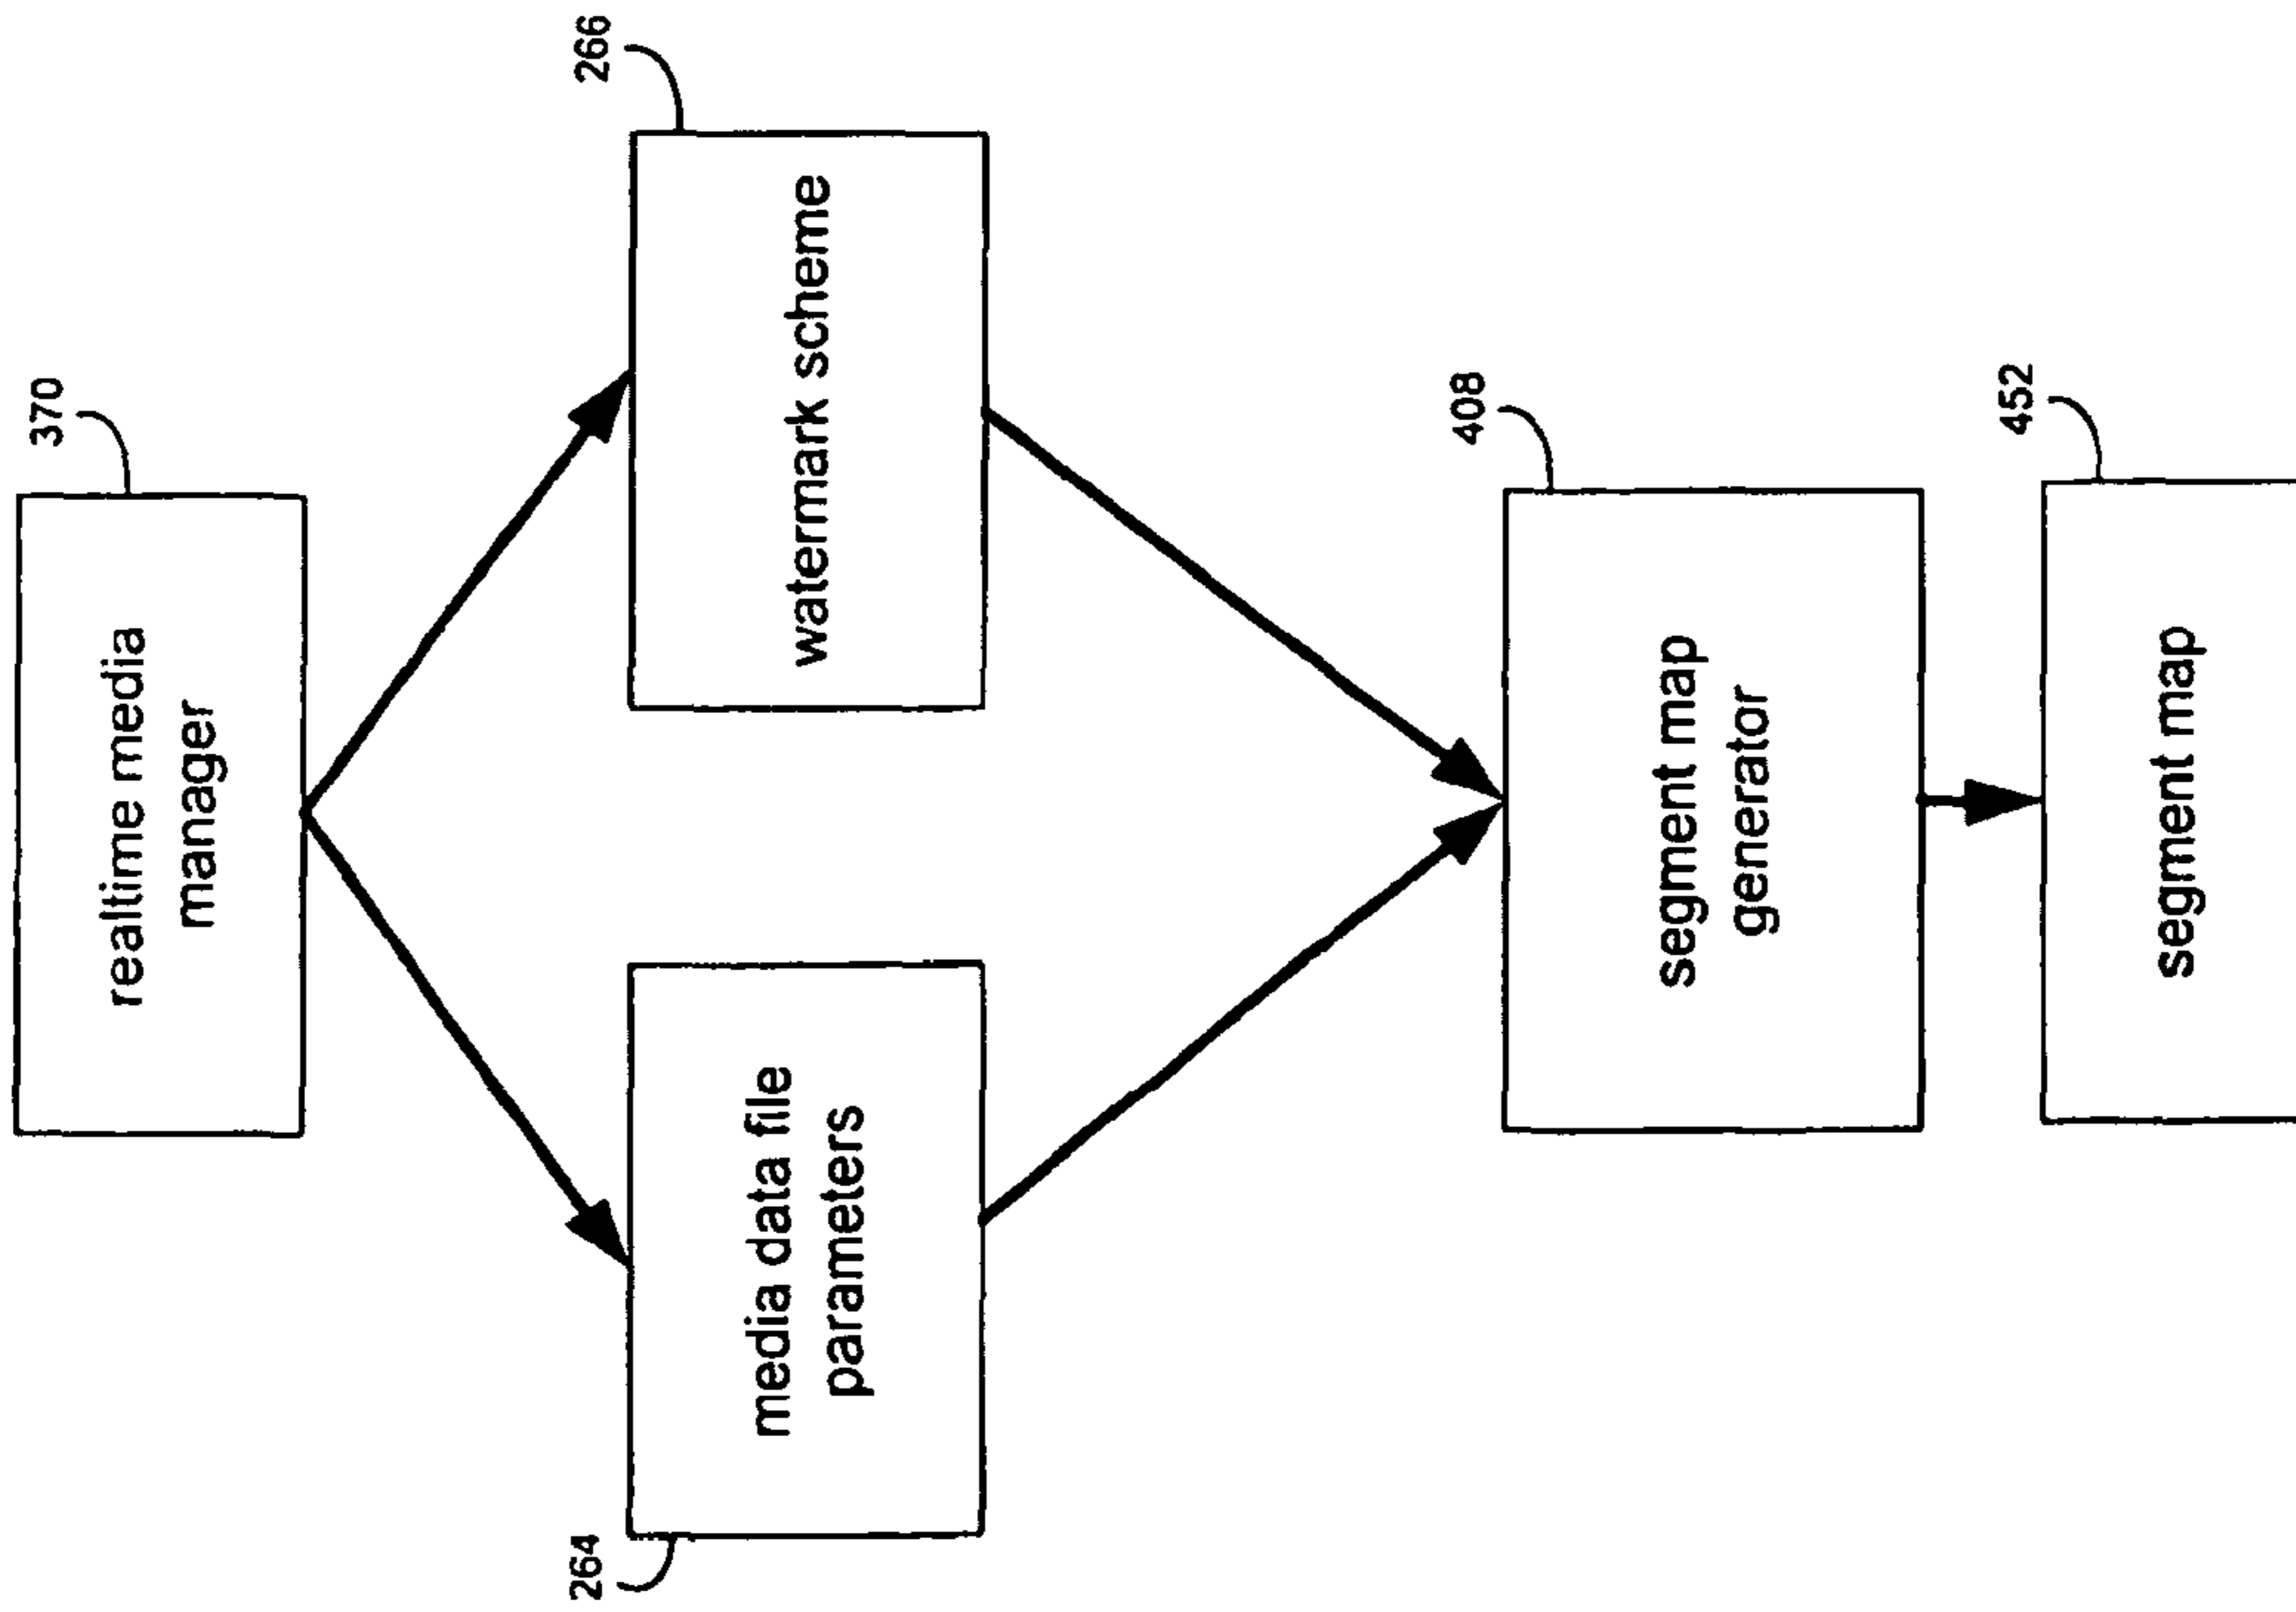 370
realtime media
manager
266
watermark scheme
264
media data file
parameters
408
segment map
generator
452
segment map